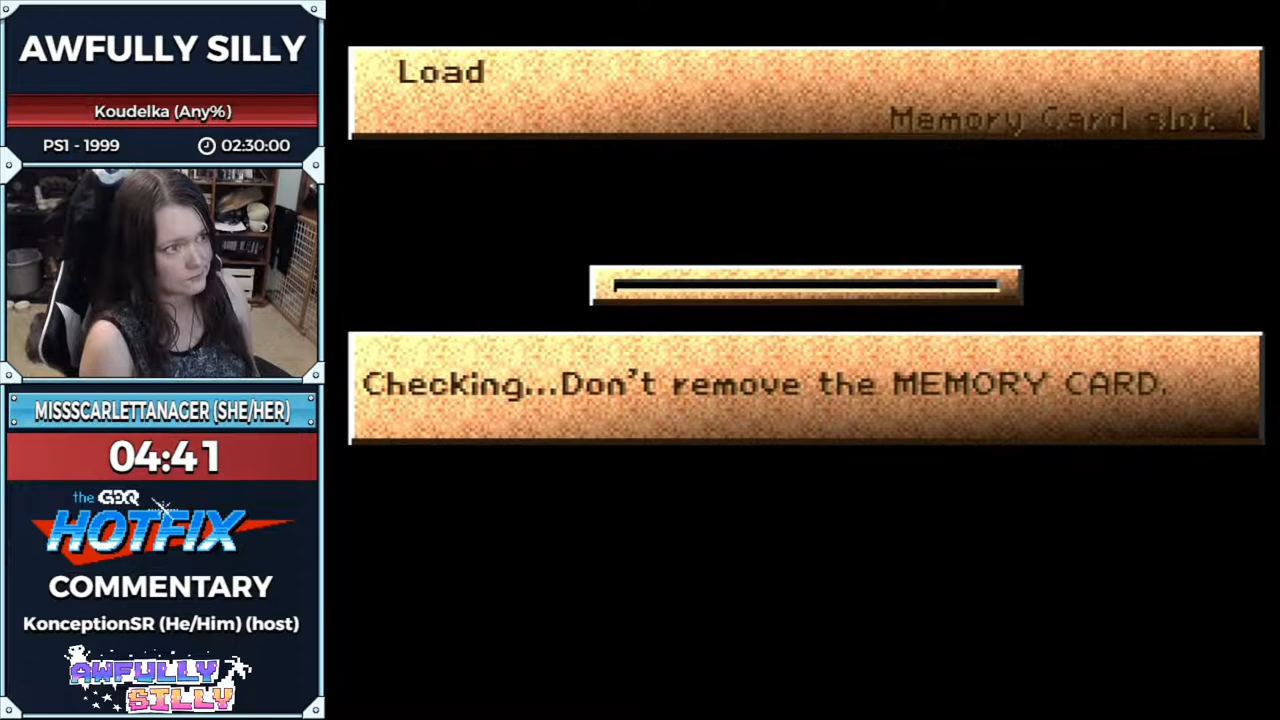 AWFULLY SILLY
Koudelka (Any%)
PS1 - 1999
02:30:00
MISSSCARLETTANAGER (SHE/HER)
04:41
the GDQ
HOTFIX
COMMENTARY
KonceptionSR (He/Him) (host)
AWFULLY
SILLY
Load
Memory Card slot 1
Checking...Don't remove the MEMORY CARD.